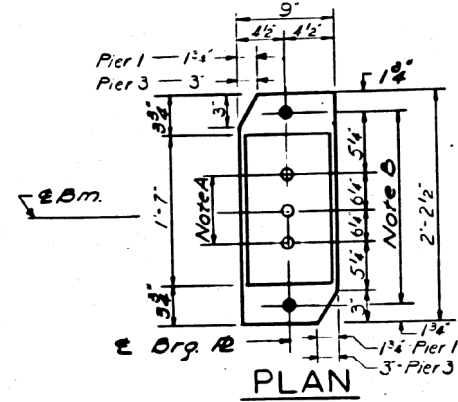 9"
4½" 4½"
Pier 1 — 1¾"
Pier 3 — 3"
1¾"
3¾"
3"
5¼"
Note A
6¼"
Note B
2'-2½"
℄ Bm.
1'-7"
6¼"
5¼"
3¾"
3"
1¾"
℄ Brg. ℞
1¾"-Pier 1
3"-Pier 3
PLAN